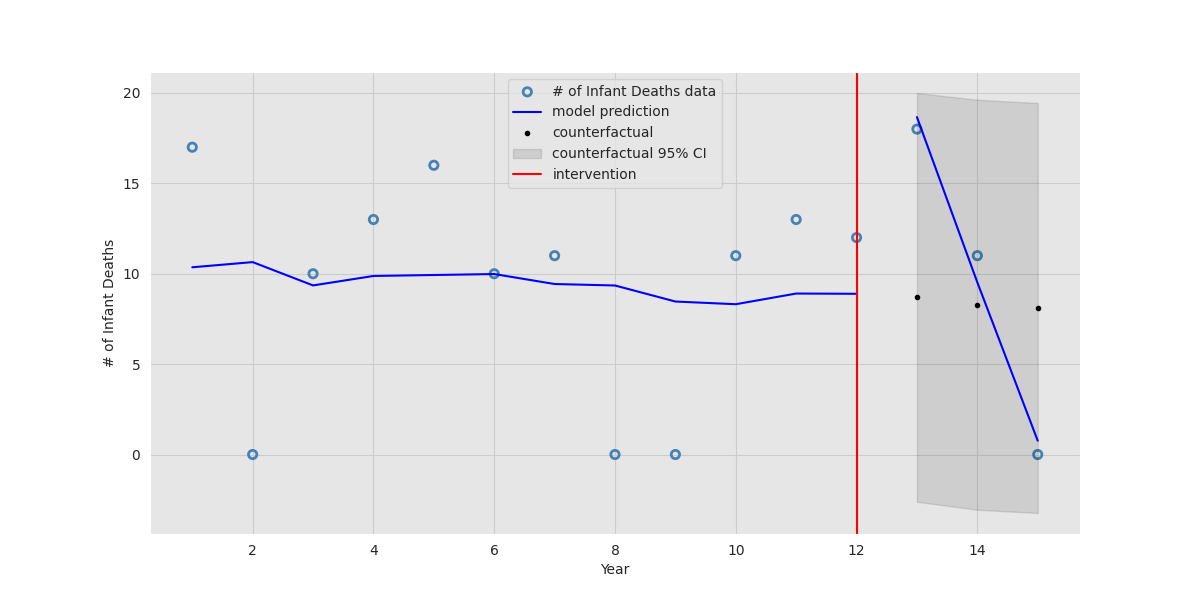 # of Infant Deaths data
model prediction
counterfactual
counterfactual 95% CI
intervention
20
15
10
5
0
# of Infant Deaths
2
4
6
8
10
12
14
Year